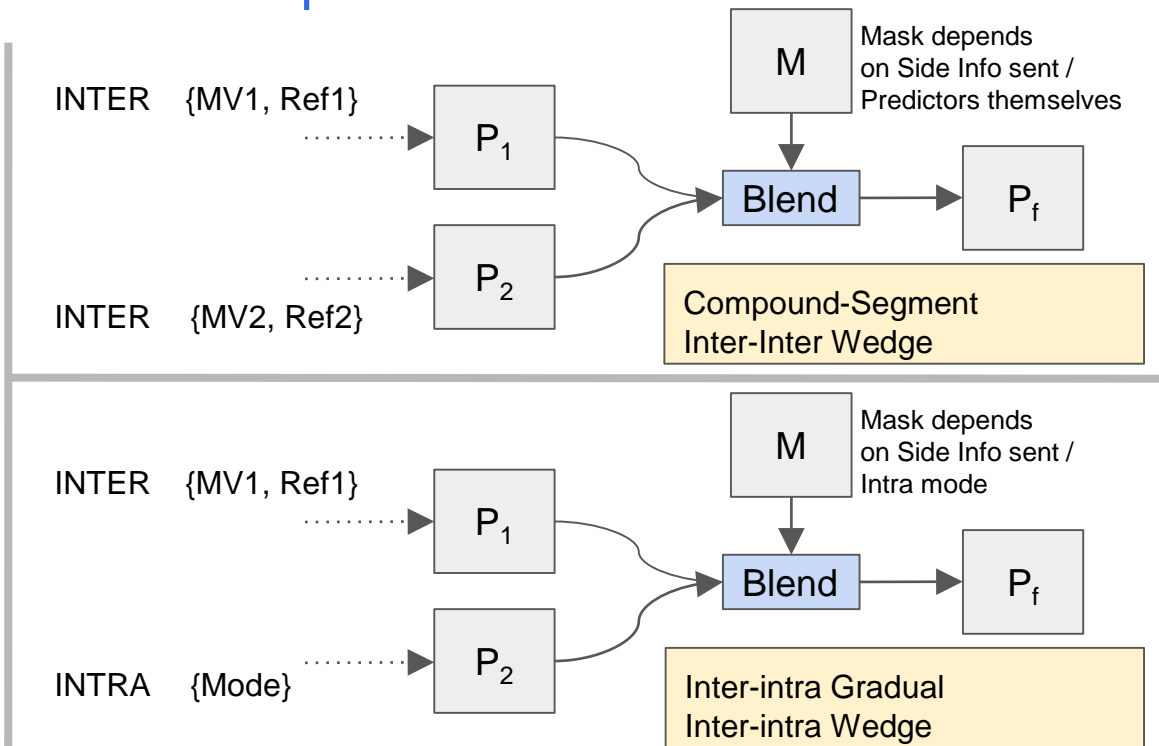 M
Mask depends
on Side Info sent /
Predictors themselves
INTER {MV1, Ref1}
P1
Blend
Pf
P2
INTER {MV2, Ref2}
Compound-Segment
Inter-Inter Wedge
M
Mask depends
on Side Info sent /
Intra mode
INTER {MV1, Ref1}
P1
Blend
Pf
P2
INTRA {Mode}
Inter-intra Gradual
Inter-intra Wedge